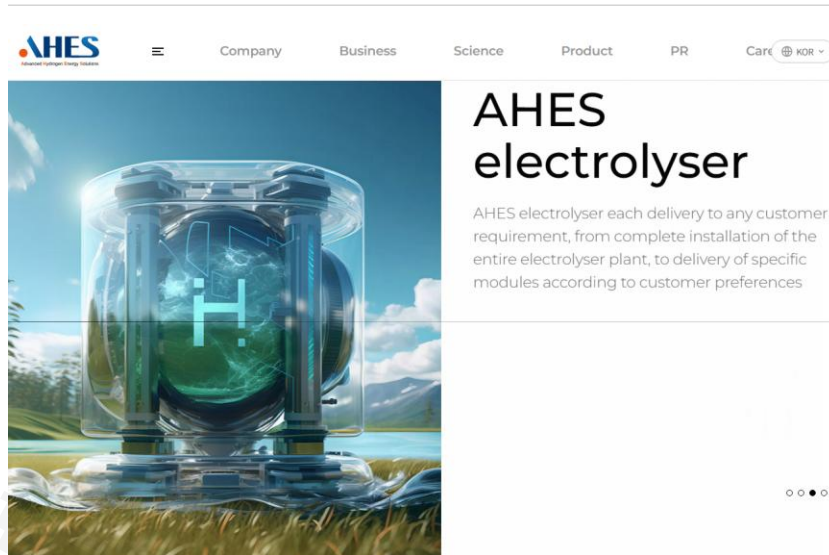 AHES
Advanced Hydrogen Energy Solutions
Company Business Science Product PR Care KOR
AHES
electrolyser
AHES electrolyser each delivery to any customer
requirement, from complete installation of the
entire electrolyser plant, to delivery of specific
modules according to customer preferences
H